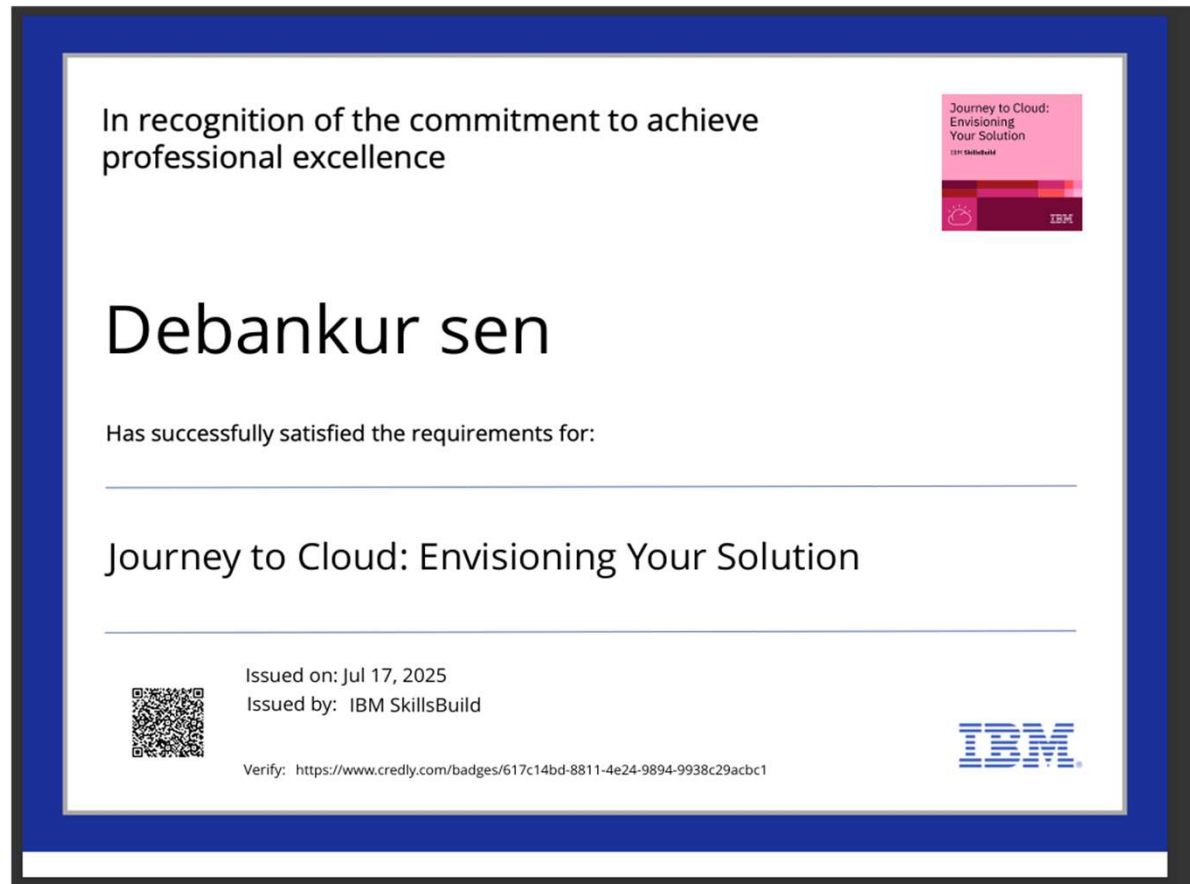 In recognition of the commitment to achieve
professional excellence
Journey to Cloud:
Envisioning
Your Solution
IBM SkillsBuild
IBM
Debankur sen
Has successfully satisfied the requirements for:
Journey to Cloud: Envisioning Your Solution
Issued on: Jul 17, 2025
Issued by: IBM SkillsBuild
Verify: https://www.credly.com/badges/617c14bd-8811-4e24-9894-9938c29acbc1
IBM